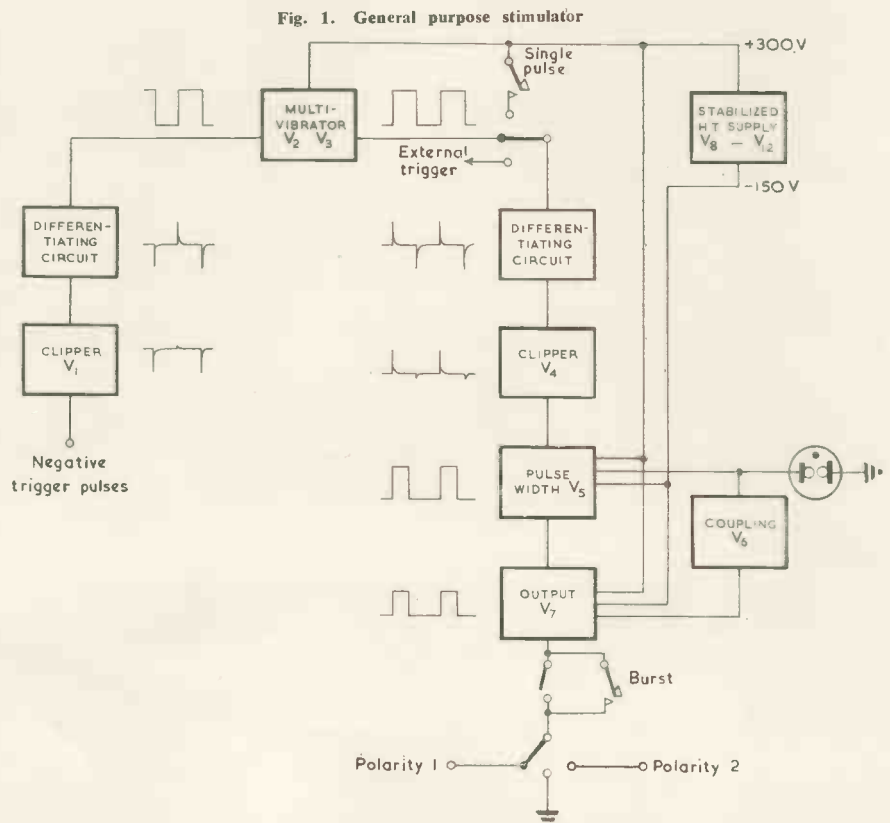 Fig. 1. General purpose stimulator
Single
pulse
+300V
MULTI-
VIBRATOR
V2 V3
STABILIZED
H T SUPPLY
V8 - V12
External
trigger
-150 V
DIFFEREN-
TIATING
CIRCUIT
DIFFEREN-
TIATING
CIRCUIT
CLIPPER
V1
CLIPPER
V4
Negative
trigger pulses
PULSE
WIDTH V5
COUPLING
V6
OUTPUT
V7
Burst
Polarity 1
Polarity 2